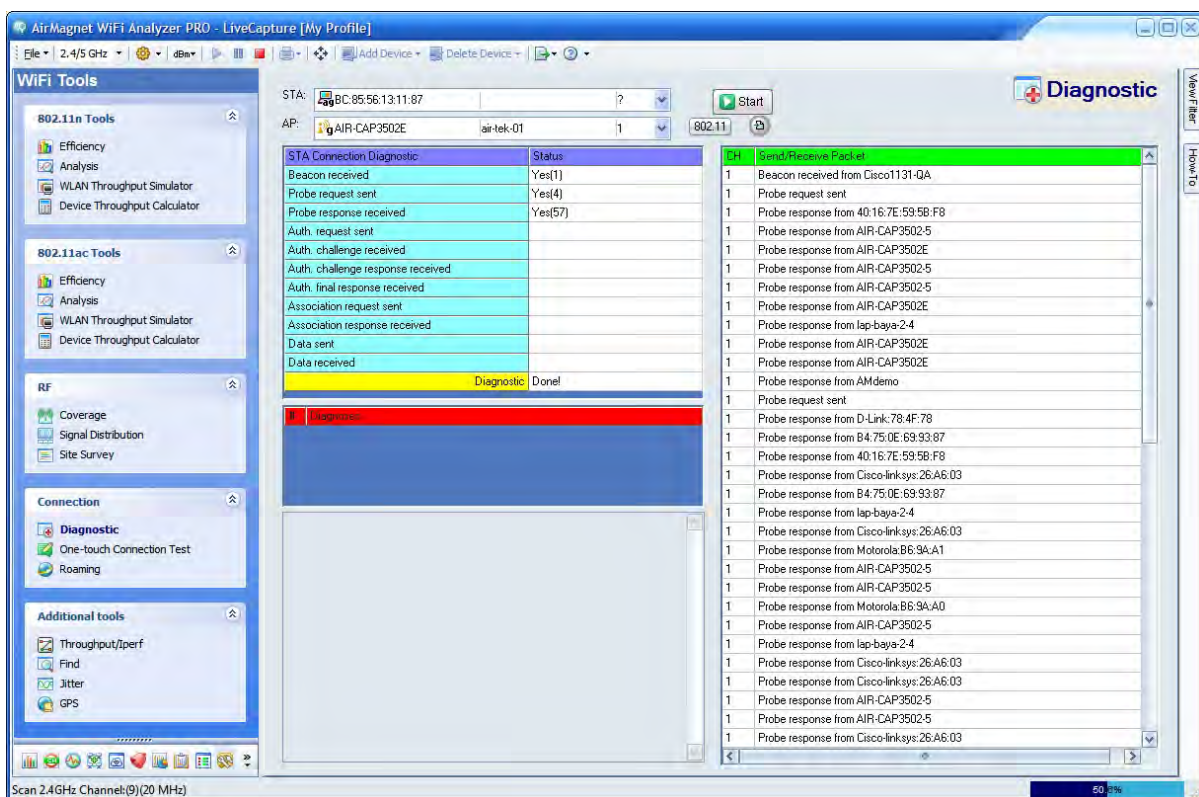 AirMagnet WiFi Analyzer PRO - LiveCapture [My Profile]
File 2.4/5 GHz dBm Add Device Delete Device
WiFi Tools
802.11n Tools
Efficiency
Analysis
WLAN Throughput Simulator
Device Throughput Calculator
802.11ac Tools
Efficiency
Analysis
WLAN Throughput Simulator
Device Throughput Calculator
RF
Coverage
Signal Distribution
Site Survey
Connection
Diagnostic
One-touch Connection Test
Roaming
Additional tools
Throughput/Iperf
Find
Jitter
GPS
STA: ag BC:85:56:13:11:87 ? Start
AP: g AIR-CAP3502E air-tek-01 1 802.11
Diagnostic
ViewFilter
How-To
STA Connection Diagnostic Status
Beacon received Yes(1)
Probe request sent Yes(4)
Probe response received Yes(57)
Auth. request sent
Auth. challenge received
Auth. challenge response received
Auth. final response received
Association request sent
Association response received
Data sent
Data received
Diagnostic Done!
# Diagnoses
CH Send/Receive Packet
1 Beacon received from Cisco1131-QA
1 Probe request sent
1 Probe response from 40:16:7E:59:5B:F8
1 Probe response from AIR-CAP3502-5
1 Probe response from AIR-CAP3502E
1 Probe response from AIR-CAP3502-5
1 Probe response from AIR-CAP3502-5
1 Probe response from AIR-CAP3502E
1 Probe response from lap-baya-2-4
1 Probe response from AIR-CAP3502E
1 Probe response from AIR-CAP3502E
1 Probe response from AMdemo
1 Probe request sent
1 Probe response from D-Link:78:4F:78
1 Probe response from B4:75:0E:69:93:87
1 Probe response from 40:16:7E:59:5B:F8
1 Probe response from Cisco-linksys:26:A6:03
1 Probe response from B4:75:0E:69:93:87
1 Probe response from lap-baya-2-4
1 Probe response from Cisco-linksys:26:A6:03
1 Probe response from Motorola:B6:9A:A1
1 Probe response from AIR-CAP3502-5
1 Probe response from AIR-CAP3502-5
1 Probe response from Motorola:B6:9A:A0
1 Probe response from AIR-CAP3502-5
1 Probe response from lap-baya-2-4
1 Probe response from Cisco-linksys:26:A6:03
1 Probe response from Cisco-linksys:26:A6:03
1 Probe response from AIR-CAP3502-5
1 Probe response from AIR-CAP3502-5
1 Probe response from Cisco-linksys:26:A6:03
Scan 2.4GHz Channel:(9)(20 MHz)